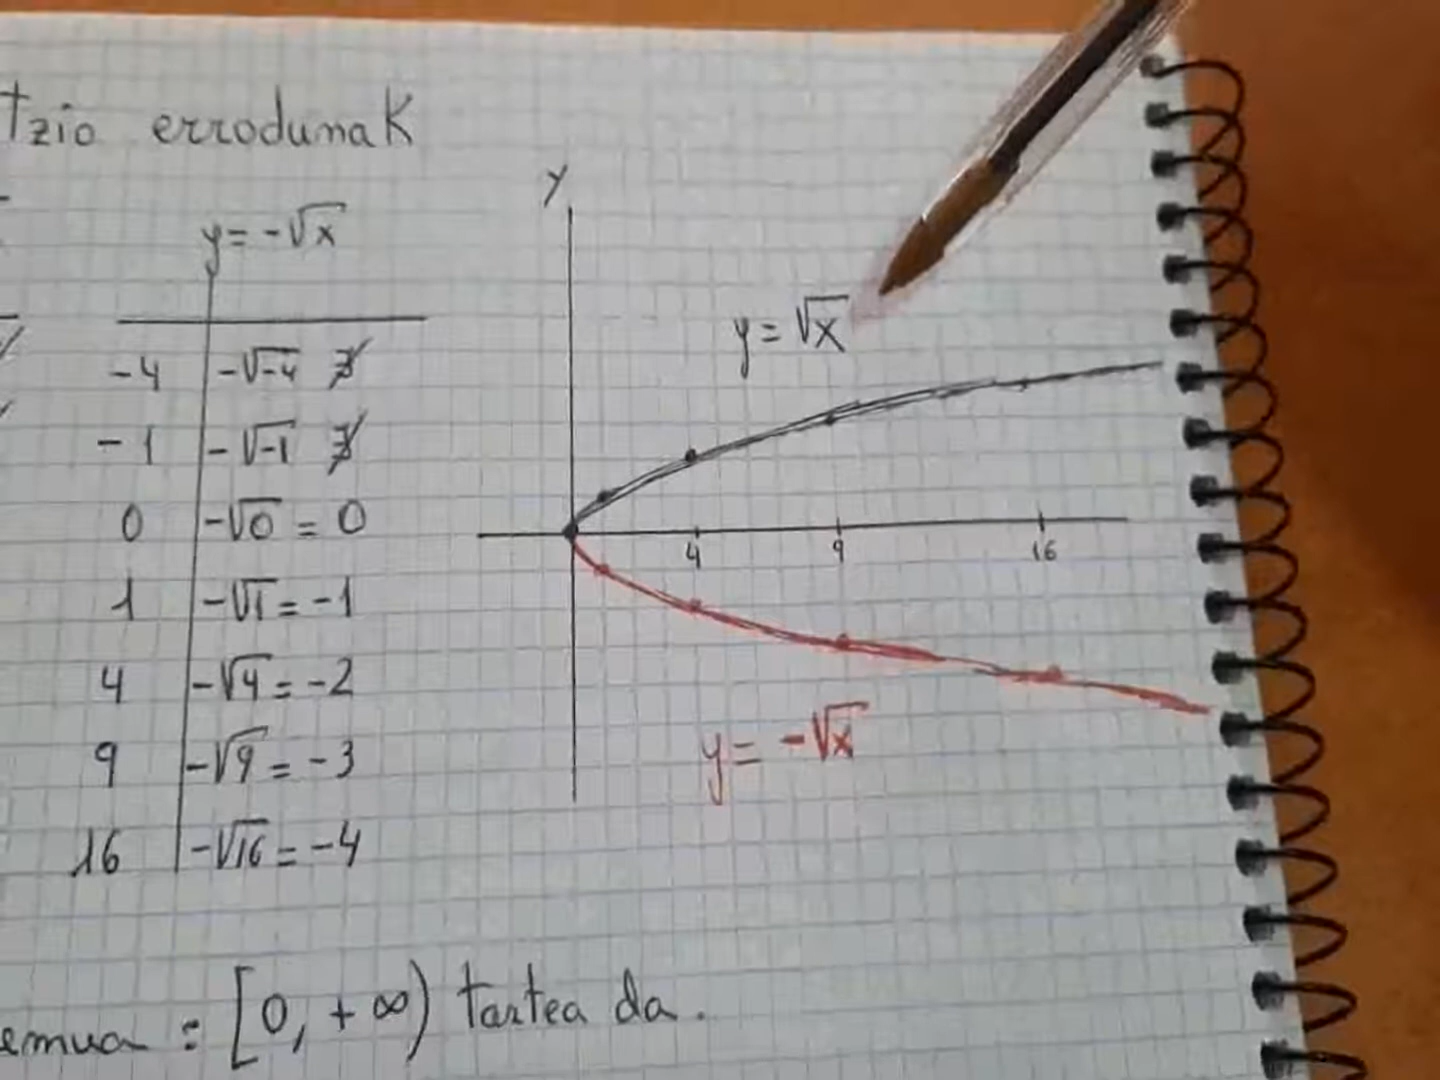 tzio errodunak
y = -√x
-4 -√-4 ∄
-1 -√-1 ∄
0 -√0 = 0
1 -√1 = -1
4 -√4 = -2
9 -√9 = -3
16 -√16 = -4
y
y = √x
4 9 16
y = -√x
emua = [0, +∞) tartea da.